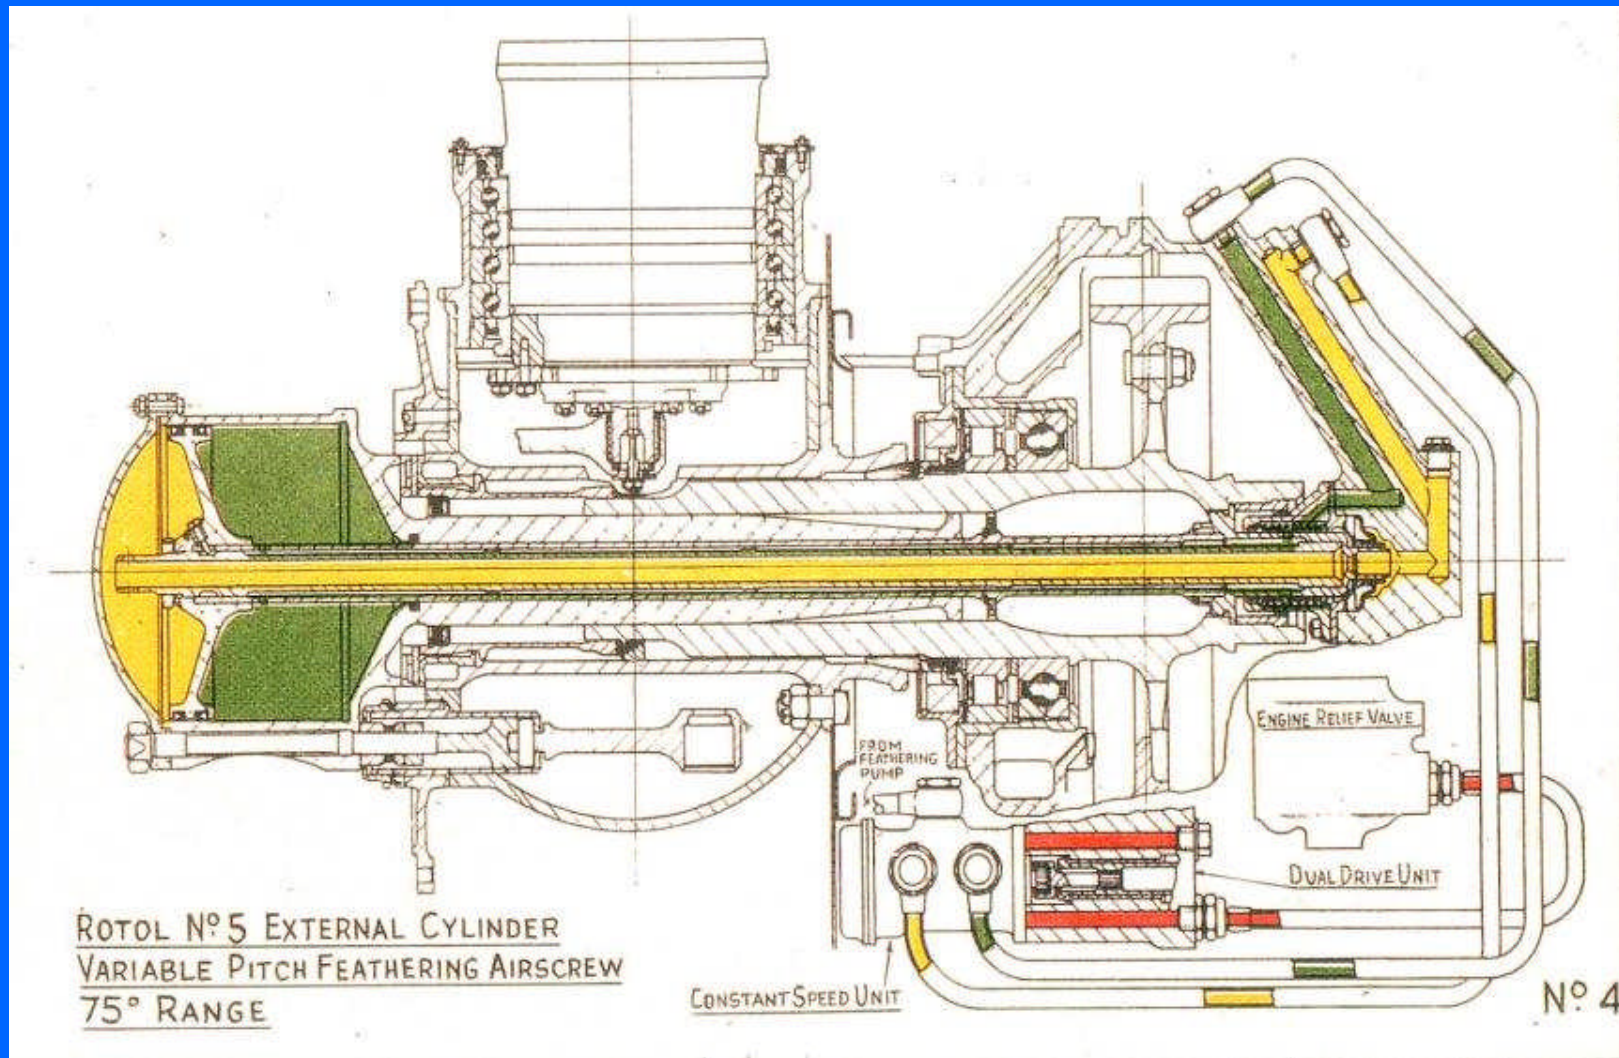 ENGINE RELIEF VALVE
FROM
FEATHERING
PUMP
DUAL DRIVE UNIT
ROTOL Nº 5 EXTERNAL CYLINDER
VARIABLE PITCH FEATHERING AIRSCREW
75° RANGE
CONSTANT SPEED UNIT
Nº 4